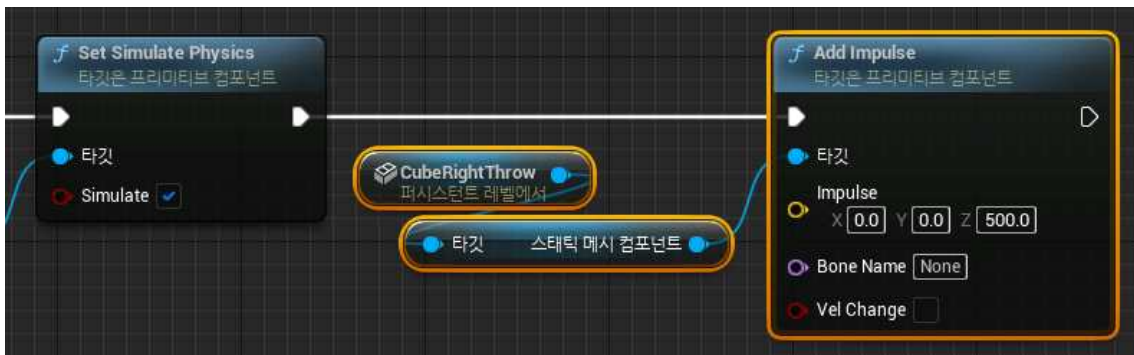 f Set Simulate Physics
타깃은 프리미티브 컴포넌트
타깃
Simulate
CubeRightThrow
퍼시스턴트 레벨에서
타깃 스태틱 메시 컴포넌트
f Add Impulse
타깃은 프리미티브 컴포넌트
타깃
Impulse
X 0.0 Y 0.0 Z 500.0
Bone Name None
Vel Change